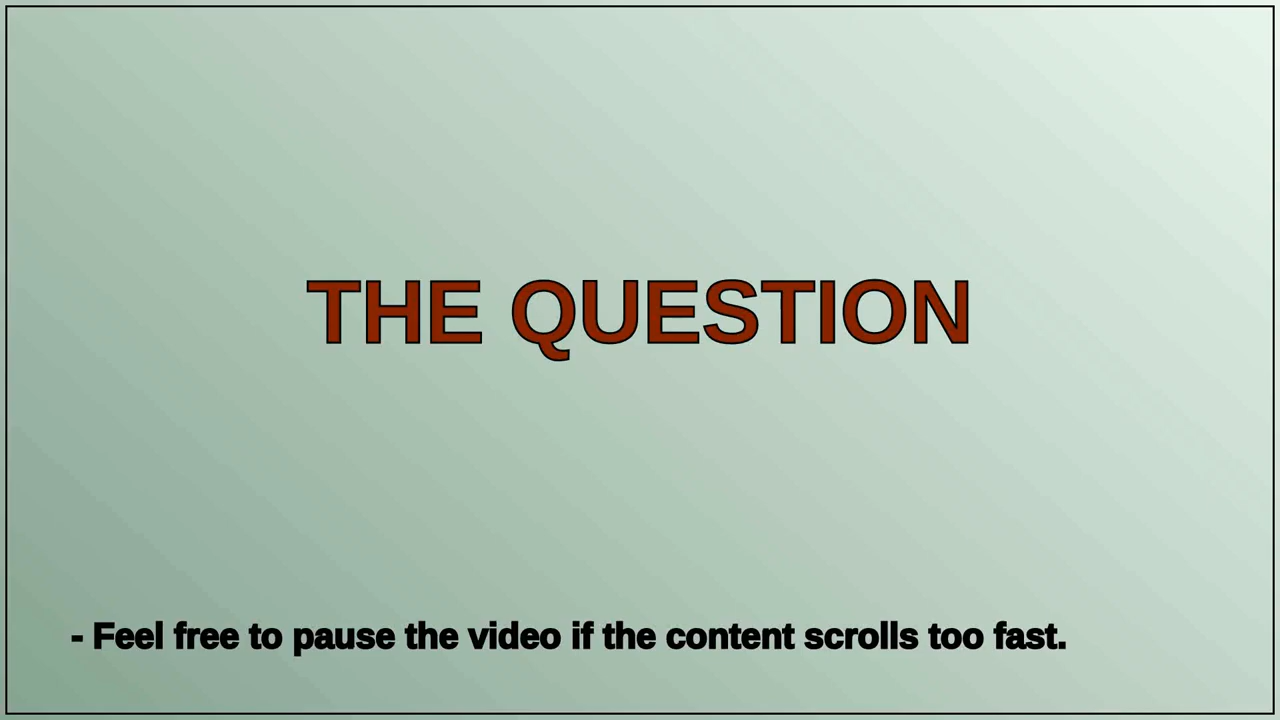 THE QUESTION
- Feel free to pause the video if the content scrolls too fast.